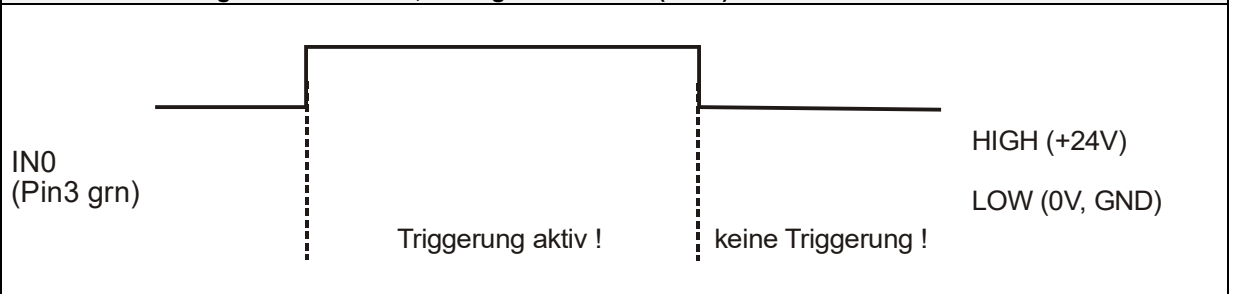 IN0
(Pin3 grn)
HIGH (+24V)
LOW (0V, GND)
Triggerung aktiv !
keine Triggerung !